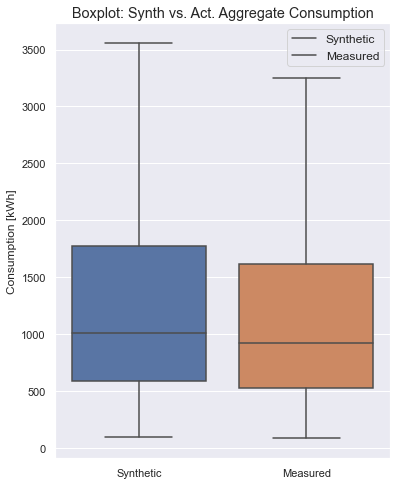 Boxplot: Synth vs. Act. Aggregate Consumption
Synthetic
Measured
Consumption [kWh]
3500
3000
2500
2000
1500
1000
500
0
Synthetic
Measured